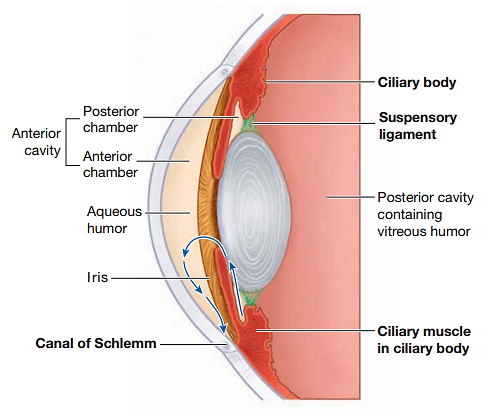 Ciliary body
Posterior
chamber
Suspensory
ligament
Anterior
cavity
Anterior
chamber
Posterior cavity
containing
vitreous humor
Aqueous
humor
Iris
Canal of Schlemm
Ciliary muscle
in ciliary body